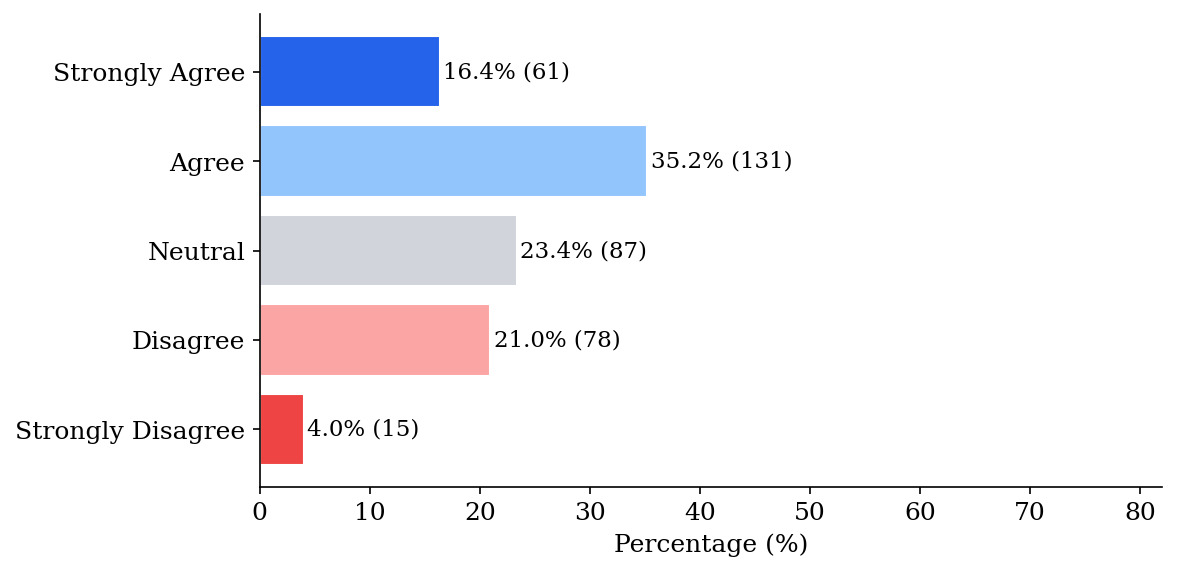 Strongly Agree 16.4% (61)
Agree 35.2% (131)
Neutral 23.4% (87)
Disagree 21.0% (78)
Strongly Disagree 4.0% (15)
0 10 20 30 40 50 60 70 80
Percentage (%)